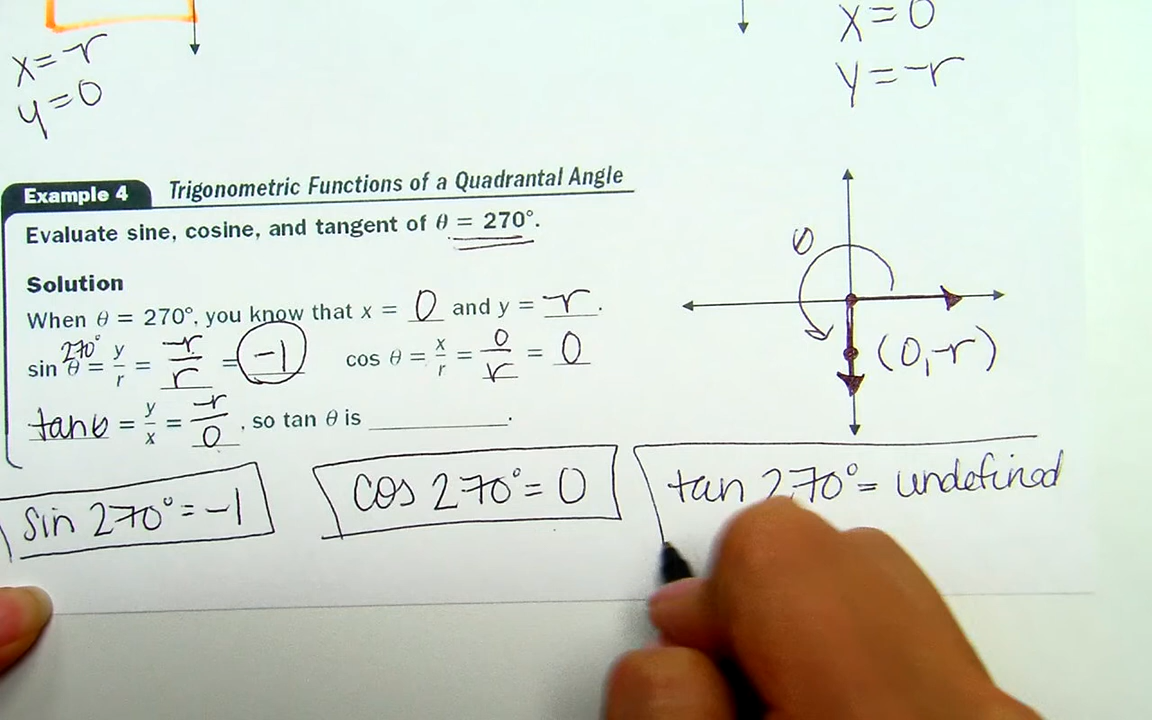 x=-r
y=0
x=0
y=-r
Example 4 Trigonometric Functions of a Quadrantal Angle
Evaluate sine, cosine, and tangent of θ = 270°.
Solution
When θ = 270°, you know that x = 0 and y = -r.
270°
sin θ = y/r = -r/r = -1 cos θ = x/r = 0/r = 0
tan θ = y/x = -r/0, so tan θ is ________.
θ
(0,-r)
sin 270° = -1
cos 270° = 0
tan 270° = undefined